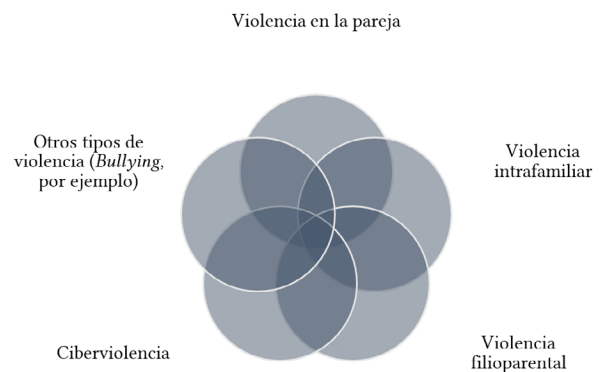 Violencia en la pareja
Otros tipos de
violencia (Bullying,
por ejemplo)
Violencia
intrafamiliar
Ciberviolencia
Violencia
filioparental